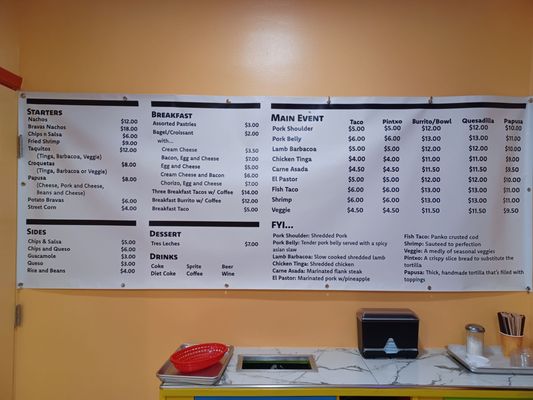 Starters
Nachos $12.00
Bravas Nachos $18.00
Chips n Salsa $6.00
Fried Shrimp $9.00
Taquitos $12.00
(Tinga, Barbacoa, Veggie)
Croquetas $8.00
(Tinga, Barbacoa or Veggie)
Papusa $8.00
(Cheese, Pork and Cheese,
Beans and Cheese)
Potato Bravas $6.00
Street Corn $4.00
Sides
Chips & Salsa $5.00
Chips and Queso $6.00
Guacamole $3.00
Queso $3.00
Rice and Beans $4.00
Breakfast
Assorted Pastries $3.00
Bagel/Croissant $2.00
with ...
Cream Cheese $3.50
Bacon, Egg and Cheese $7.00
Egg and Cheese $5.00
Cream Cheese and Bacon $6.00
Chorizo, Egg and Cheese $7.00
Three Breakfast Tacos w/ Coffee $14.00
Breakfast Burrito w/ Coffee $12.00
Breakfast Taco $5.00
Dessert
Tres Leches $7.00
Drinks
Coke Sprite Beer
Diet Coke Coffee Wine
Main Event Taco Pintxo Burrito/Bowl Quesadilla Papusa
Pork Shoulder $5.00 $5.00 $12.00 $12.00 $10.00
Pork Belly $6.00 $6.00 $13.00 $13.00 $11.00
Lamb Barbacoa $5.00 $5.00 $12.00 $12.00 $10.00
Chicken Tinga $4.00 $4.00 $11.00 $11.00 $9.00
Carne Asada $4.50 $4.50 $11.50 $11.50 $9.50
El Pastor $5.00 $5.00 $12.00 $12.00 $10.00
Fish Taco $6.00 $6.00 $13.00 $13.00 $11.00
Shrimp $6.00 $6.00 $13.00 $13.00 $11.00
Veggie $4.50 $4.50 $11.50 $11.50 $9.50
FYI...
Pork Shoulder: Shredded Pork
Pork Belly: Tender pork belly served with a spicy
asian slaw
Lamb Barbacoa: Slow cooked shredded lamb
Chicken Tinga: Shredded chicken
Carne Asada: Marinated flank steak
El Pastor: Marinated pork w/pineapple
Fish Taco: Panko crusted cod
Shrimp: Sauteed to perfection
Veggie: A medly of seasonal veggies
Pintxo: A crispy slice bread to substitute the
tortilla
Papusa: Thick, handmade tortilla that's filled with
toppings